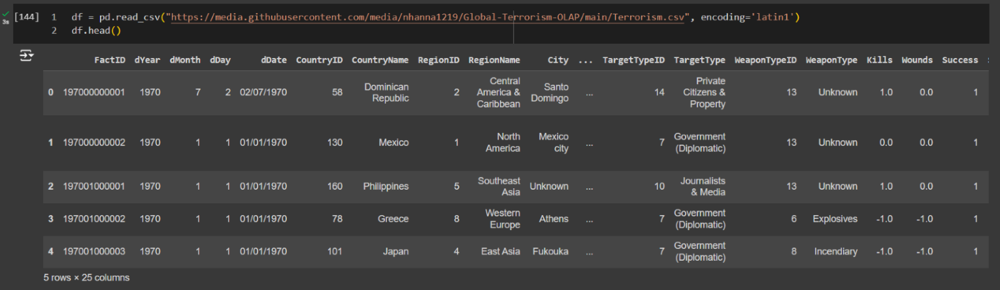 [144] 1 df = pd.read_csv("https://media.githubusercontent.com/media/nhanna1219/Global-Terrorism-OLAP/main/Terrorism.csv", encoding='latin1')
3s 2 df.head()
FactID dYear dMonth dDay dDate CountryID CountryName RegionID RegionName City ... TargetTypeID TargetType WeaponTypeID WeaponType Kills Wounds Success
0 197000000001 1970 7 2 02/07/1970 58 Dominican Republic 2 Central America & Caribbean Santo Domingo ... 14 Private Citizens & Property 13 Unknown 1.0 0.0 1
1 197000000002 1970 1 1 01/01/1970 130 Mexico 1 North America Mexico city ... 7 Government (Diplomatic) 13 Unknown 0.0 0.0 1
2 197001000001 1970 1 1 01/01/1970 160 Philippines 5 Southeast Asia Unknown ... 10 Journalists & Media 13 Unknown 1.0 0.0 1
3 197001000002 1970 1 1 01/01/1970 78 Greece 8 Western Europe Athens ... 7 Government (Diplomatic) 6 Explosives -1.0 -1.0 1
4 197001000003 1970 1 1 01/01/1970 101 Japan 4 East Asia Fukouka ... 7 Government (Diplomatic) 8 Incendiary -1.0 -1.0 1
5 rows × 25 columns